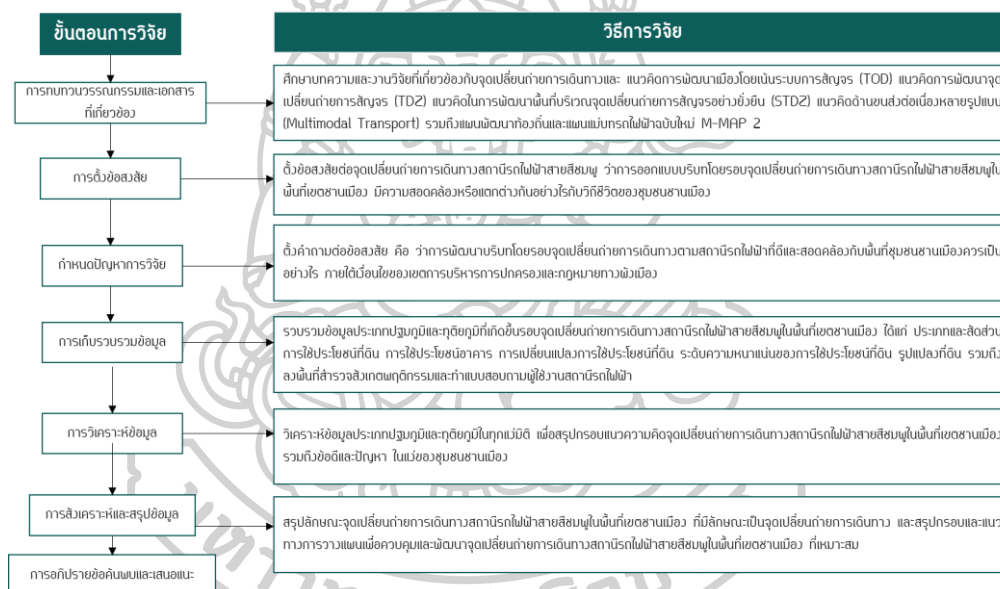 ขั้นตอนการวิจัย
วิธีการวิจัย
การทบทวนวรรณกรรมและเอกสาร
ที่เกี่ยวข้อง
ศึกษาบทความและงานวิจัยที่เกี่ยวข้องกับจุดเปลี่ยนถ่ายการเดินทางและ แนวคิดการพัฒนาเมืองโดยเน้นระบบการสัญจร (TOD) แนวคิดการพัฒนาจุด
เปลี่ยนถ่ายการสัญจร (TDZ) แนวคิดในการพัฒนาพื้นที่บริเวณจุดเปลี่ยนถ่ายการสัญจรอย่างยั่งยืน (STDZ) แนวคิดด้านขนส่งต่อเนื่องหลายรูปแบบ
(Multimodal Transport) รวมถึงแผนพัฒนาท้องถิ่นและแผนแม่บทรถไฟฟ้าฉบับใหม่ M-MAP 2
การตั้งข้อสงสัย
ตั้งข้อสงสัยต่อจุดเปลี่ยนถ่ายการเดินทางสถานีรถไฟฟ้าสายสีชมพู ว่าการออกแบบบริบทโดยรอบจุดเปลี่ยนถ่ายการเดินทางสถานีรถไฟฟ้าสายสีชมพูใน
พื้นที่เขตชานเมือง มีความสอดคล้องหรือแตกต่างกันอย่างไรกับวิถีชีวิตของชุมชนชานเมือง
กำหนดปัญหาการวิจัย
ตั้งคำถามต่อข้อสงสัย คือ ว่าการพัฒนาบริบทโดยรอบจุดเปลี่ยนถ่ายการเดินทางตามสถานีรถไฟฟ้าที่ดีและสอดคล้องกับพื้นที่ชุมชนชานเมืองควรเป็น
อย่างไร ภายใต้เงื่อนไขของเขตการบริหารการปกครองและกฎหมายทางผังเมือง
การเก็บรวบรวมข้อมูล
รวบรวมข้อมูลประเภทปฐมภูมิและทุติยภูมิที่เกิดขึ้นรอบจุดเปลี่ยนถ่ายการเดินทางสถานีรถไฟฟ้าสายสีชมพูในพื้นที่เขตชานเมือง ได้แก่ ประเภทและสัดส่วน
การใช้ประโยชน์ที่ดิน การใช้ประโยชน์อาคาร การเปลี่ยนแปลงการใช้ประโยชน์ที่ดิน ระดับความหนาแน่นของการใช้ประโยชน์ที่ดิน รูปแปลงที่ดิน รวมถึง
ลงพื้นที่สำรวจสังเกตพฤติกรรมและทำแบบสอบถามผู้ใช้งานสถานีรถไฟฟ้า
การวิเคราะห์ข้อมูล
วิเคราะห์ข้อมูลประเภทปฐมภูมิและทุติยภูมิในทุกแง่มิติ เพื่อสรุปกรอบแนวความคิดจุดเปลี่ยนถ่ายการเดินทางสถานีรถไฟฟ้าสายสีชมพูในพื้นที่เขตชานเมือง
รวมถึงข้อดีและปัญหา ในแง่ของชุมชนชานเมือง
การสังเคราะห์และสรุปข้อมูล
สรุปลักษณะจุดเปลี่ยนถ่ายการเดินทางสถานีรถไฟฟ้าสายสีชมพูในพื้นที่เขตชานเมือง ที่มีลักษณะเป็นจุดเปลี่ยนถ่ายการเดินทาง และสรุปกรอบและแนว
ทางการวางแผนเพื่อควบคุมและพัฒนาจุดเปลี่ยนถ่ายการเดินทางสถานีรถไฟฟ้าสายสีชมพูในพื้นที่เขตชานเมือง ที่เหมาะสม
การอภิปรายข้อค้นพบและเสนอแนะ